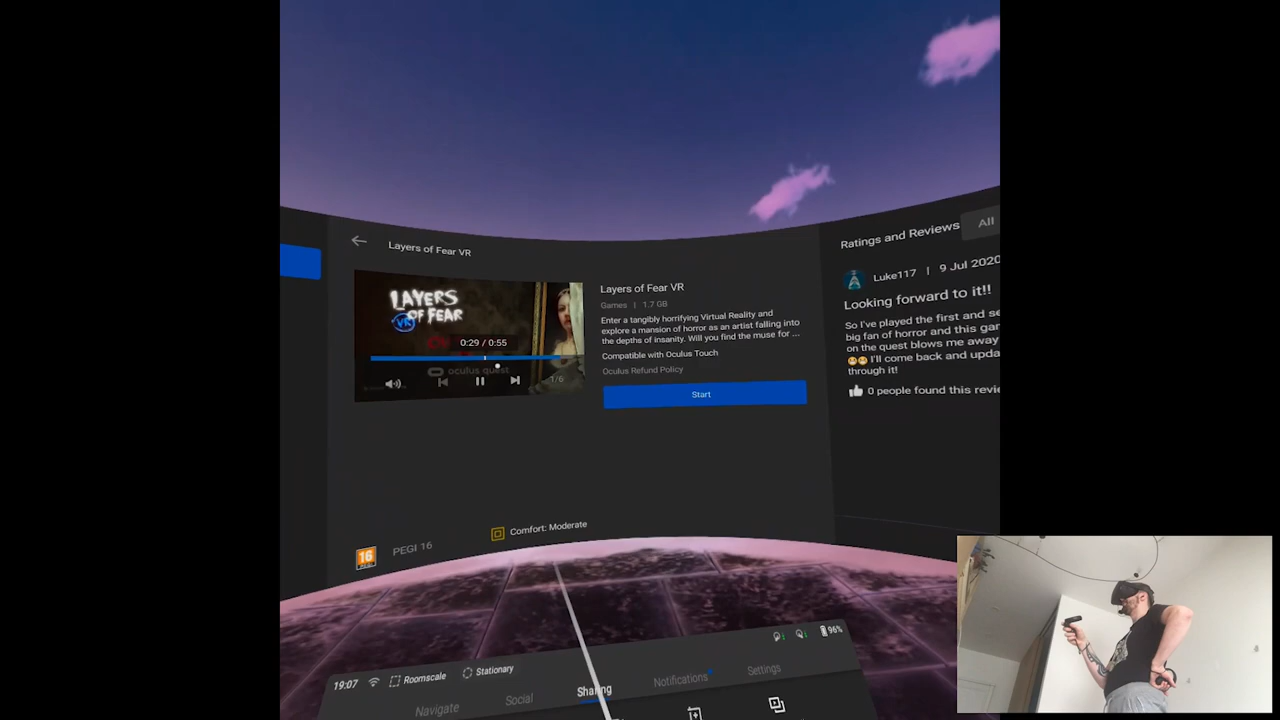 Layers of Fear VR
LAYERS
OF FEAR
VR
0:29 / 0:55
oculus quest
1/6
Layers of Fear VR
Games | 1.7 GB
Enter a tangibly horrifying Virtual Reality and
explore a mansion of horror as an artist falling into
the depths of insanity. Will you find the muse for ...
Compatible with Oculus Touch
Oculus Refund Policy
Start
Comfort: Moderate
16
PEGI 16
Ratings and Reviews
All
Luke117 | 9 Jul 2020
Looking forward to it!!
So I've played the first and se
big fan of horror and this gam
on the quest blows me away
I'll come back and upda
through it!
0 people found this revie
19:07
Roomscale
Stationary
96%
Navigate
Social
Sharing
Notifications
Settings